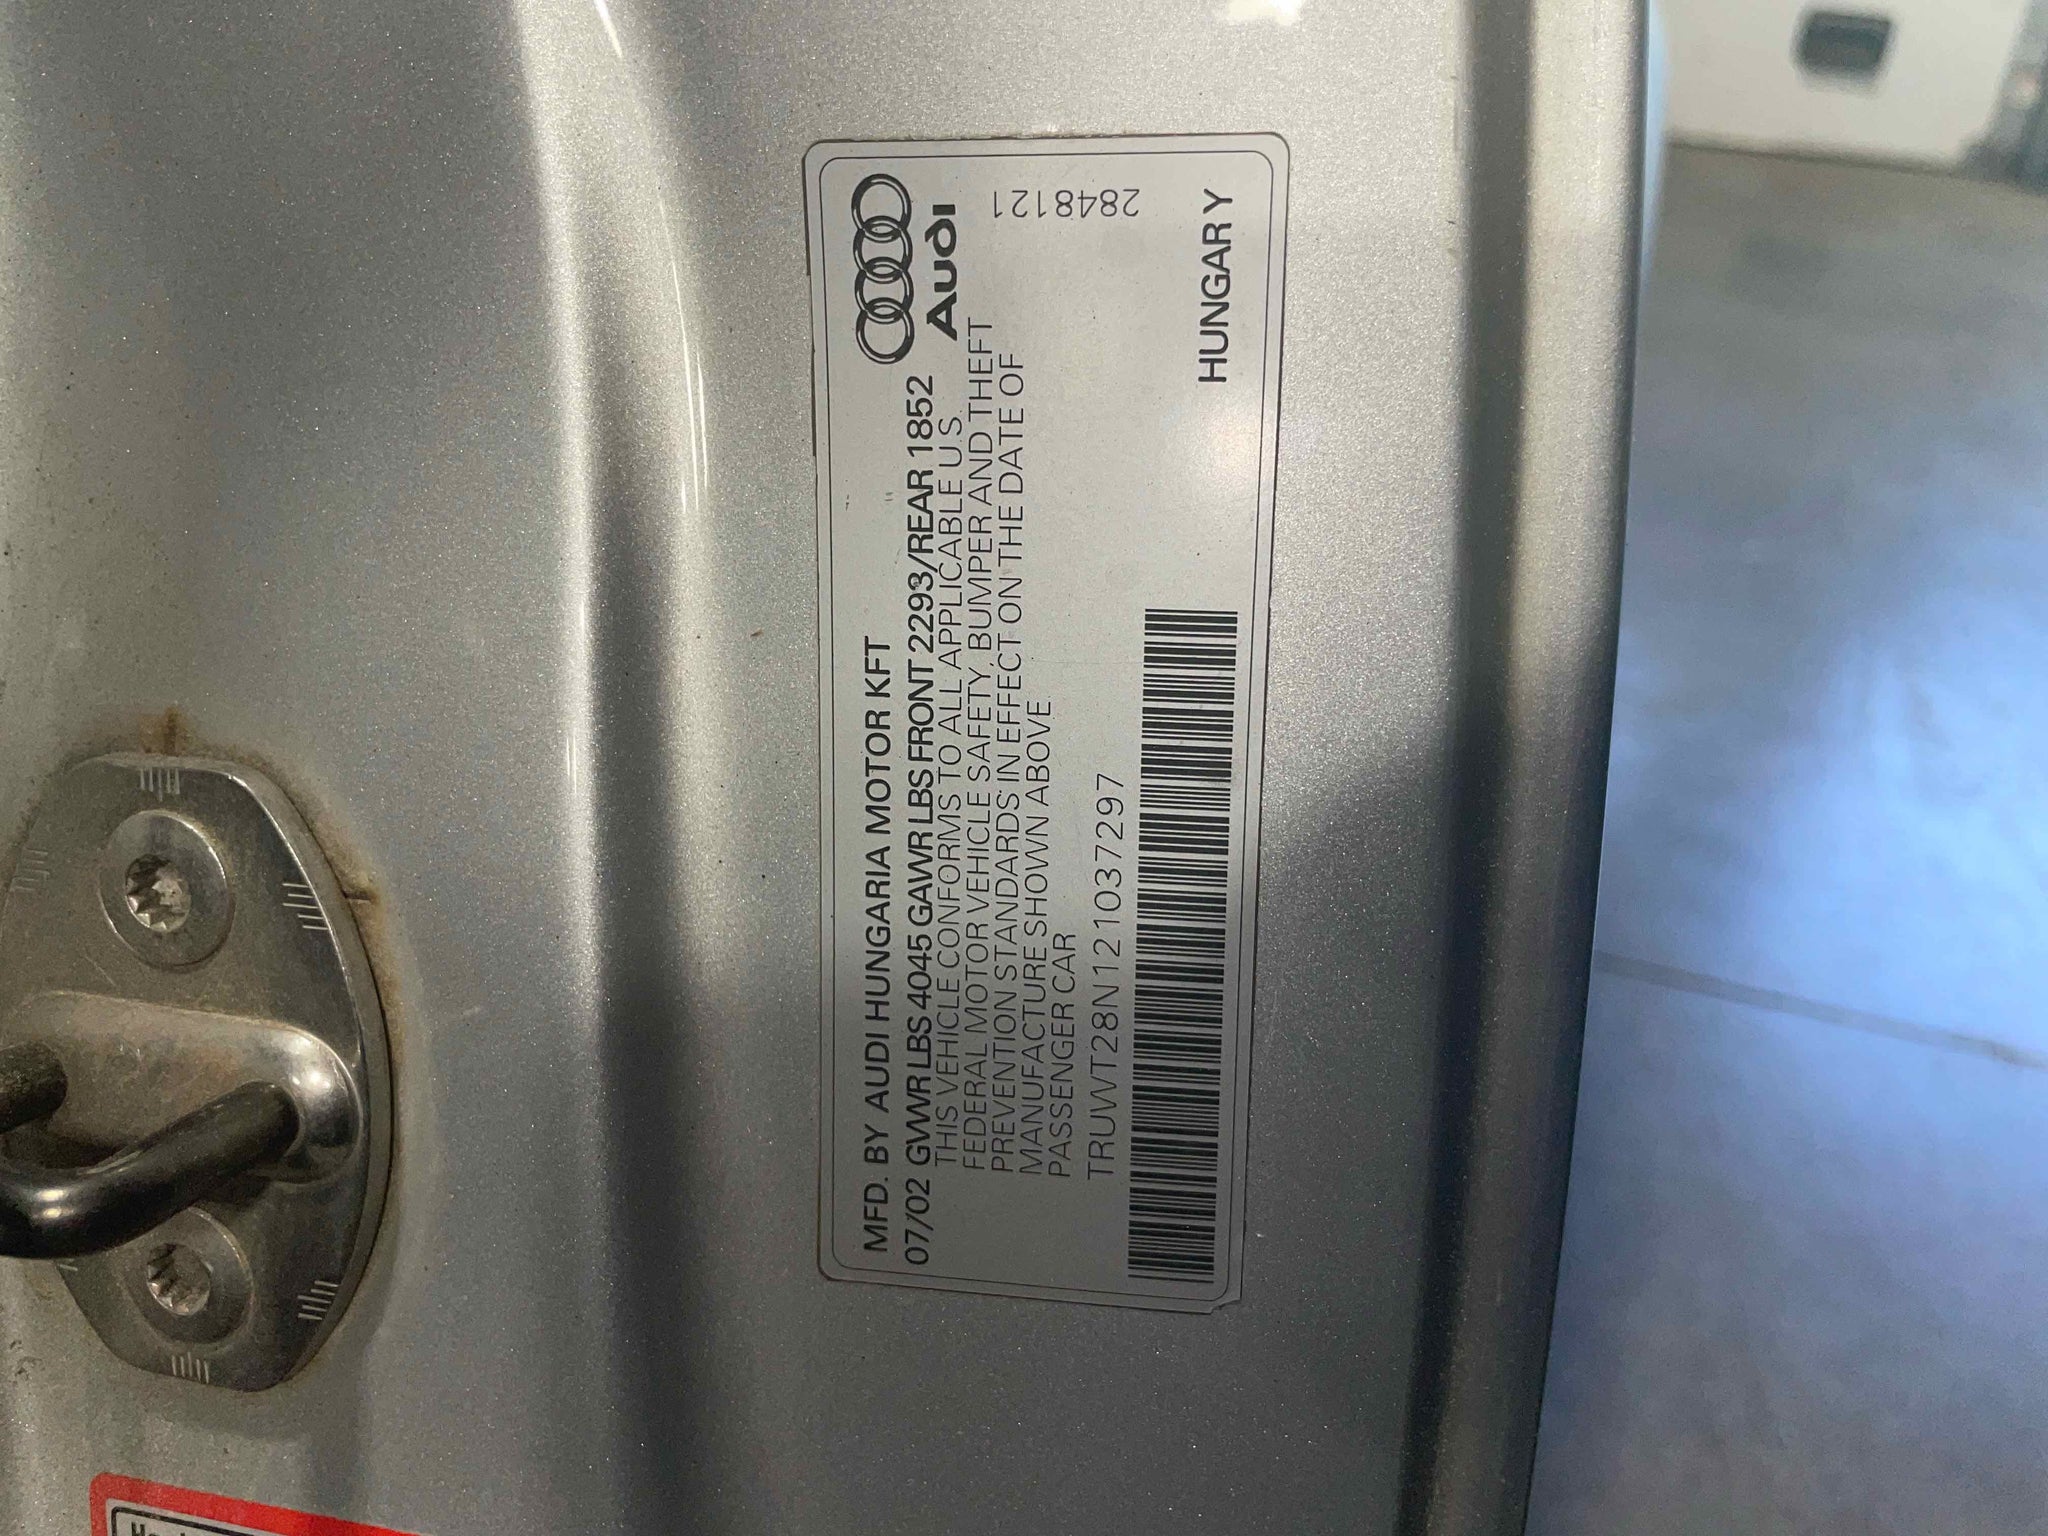 MFD. BY AUDI HUNGARIA MOTOR KFT
07/02 GVWR LBS 4045 GAWR LBS FRONT 2293/REAR 1852
THIS VEHICLE CONFORMS TO ALL APPLICABLE U.S.
FEDERAL MOTOR VEHICLE SAFETY, BUMPER AND THEFT
PREVENTION STANDARDS IN EFFECT ON THE DATE OF
MANUFACTURE SHOWN ABOVE
PASSENGER CAR
TRUWT28N121037297
Audi
2848121
HUNGARY